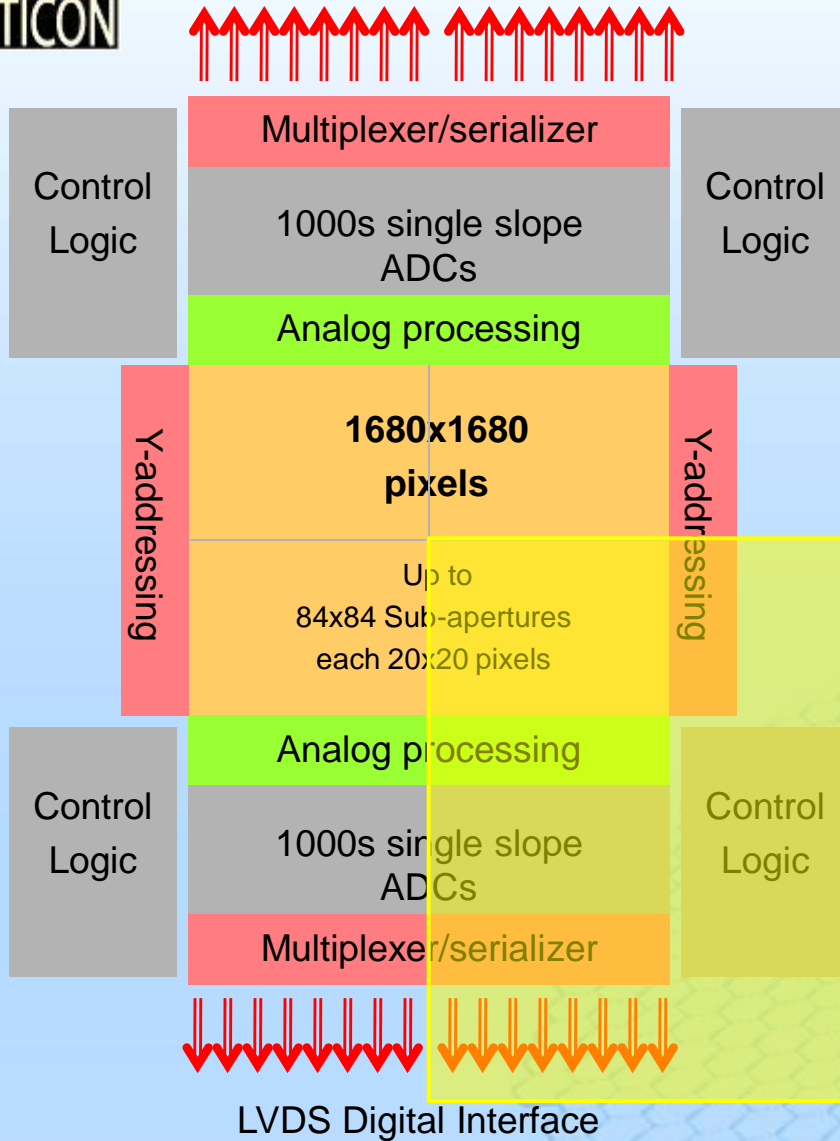 TICON
Multiplexer/serializer
Control
Logic
1000s single slope
ADCs
Control
Logic
Analog processing
Y-addressing
1680x1680
pixels
Y-addressing
Up to
84x84 Sub-apertures
each 20x20 pixels
Analog processing
Control
Logic
1000s single slope
ADCs
Control
Logic
Multiplexer/serializer
LVDS Digital Interface